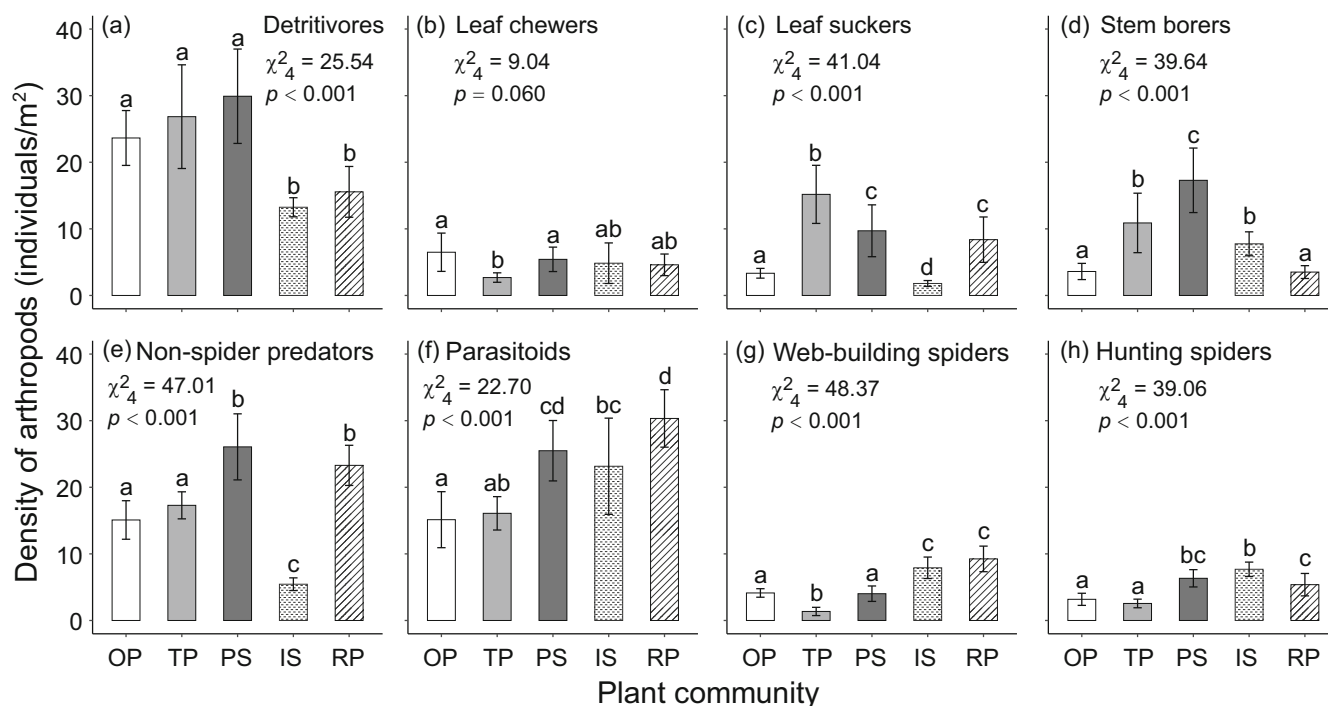 Density of arthropods (individuals/m²)
(a) Detritivores
χ²₄ = 25.54
p < 0.001
40
30
20
10
0
a
a
a
b
b
(b) Leaf chewers
χ²₄ = 9.04
p = 0.060
a
b
a
ab
ab
(c) Leaf suckers
χ²₄ = 41.04
p < 0.001
a
b
c
d
c
(d) Stem borers
χ²₄ = 39.64
p < 0.001
a
b
c
b
a
(e) Non-spider predators
χ²₄ = 47.01
p < 0.001
40
30
20
10
0
a
a
b
c
b
OP TP PS IS RP
(f) Parasitoids
χ²₄ = 22.70
p < 0.001
a
ab
cd
bc
d
OP TP PS IS RP
(g) Web-building spiders
χ²₄ = 48.37
p < 0.001
a
b
a
c
c
OP TP PS IS RP
(h) Hunting spiders
χ²₄ = 39.06
p < 0.001
a
a
bc
b
c
OP TP PS IS RP
Plant community